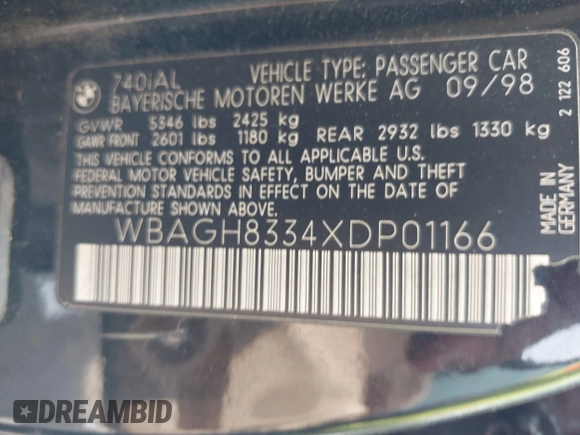 BMW
740iAL
VEHICLE TYPE: PASSENGER CAR
BAYERISCHE MOTOREN WERKE AG 09/98
GVWR 5346 lbs 2425 kg
GAWR FRONT 2601 lbs 1180 kg REAR 2932 lbs 1330 kg
THIS VEHICLE CONFORMS TO ALL APPLICABLE U.S.
FEDERAL MOTOR VEHICLE SAFETY, BUMPER AND THEFT
PREVENTION STANDARDS IN EFFECT ON THE DATE OF
MANUFACTURE SHOWN ABOVE.
WBAGH8334XDP01166
MADE IN
GERMANY
2 122 606
DREAMBID